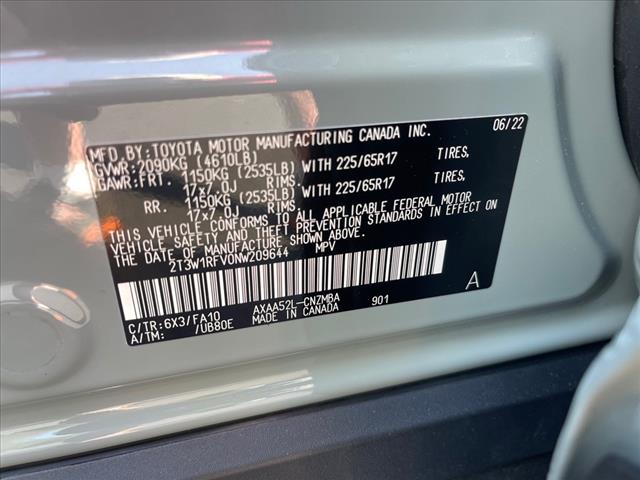 MFD. BY: TOYOTA MOTOR MANUFACTURING CANADA INC. 06/22
GVWR: 2090KG (4610LB)
GAWR: FRT. 1150KG (2535LB) WITH 225/65R17 TIRES,
17x7.0J RIMS
RR. 1150KG (2535LB) WITH 225/65R17 TIRES,
17x7.0J RIMS
THIS VEHICLE CONFORMS TO ALL APPLICABLE FEDERAL MOTOR
VEHICLE SAFETY AND THEFT PREVENTION STANDARDS IN EFFECT ON
THE DATE OF MANUFACTURE SHOWN ABOVE.
2T3W1RFV0NW209644 MPV
C/TR: 6X3/FA10 AXAA52L-CNZMBA 901 A
A/TM: /UB80E MADE IN CANADA